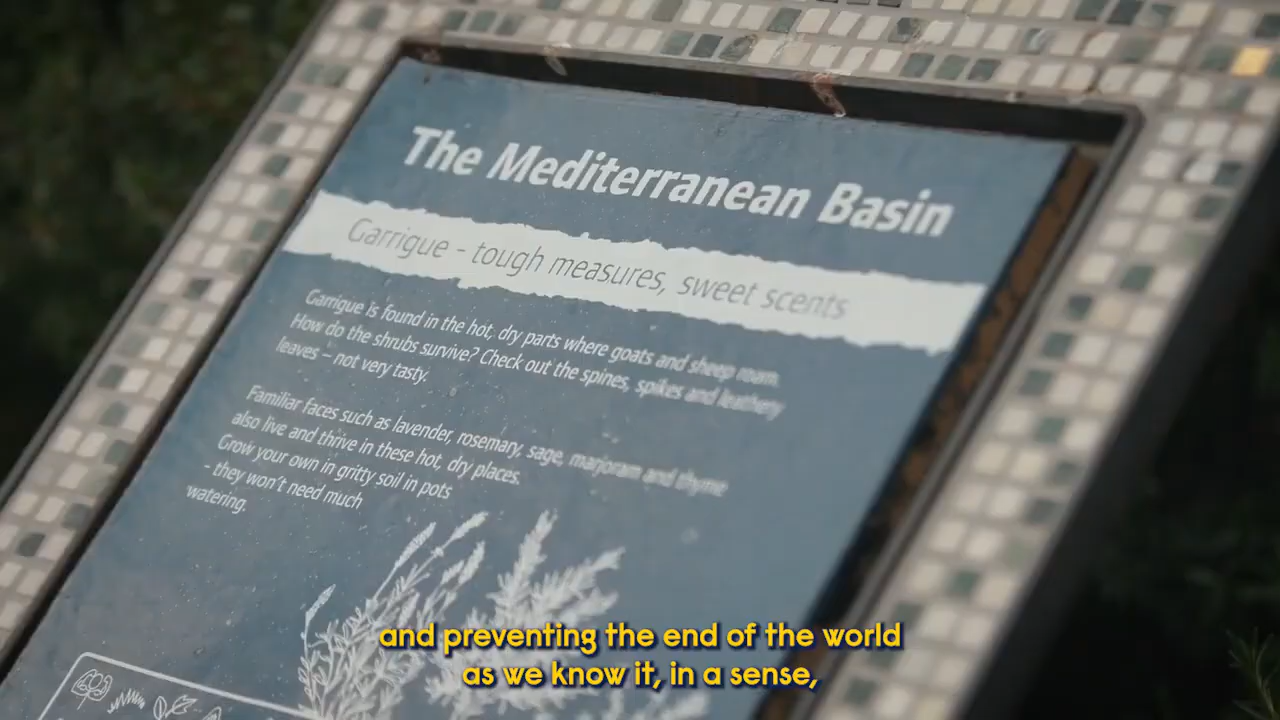 The Mediterranean Basin
Garrigue - tough measures, sweet scents
Garrigue is found in the hot, dry parts where goats and sheep roam.
How do the shrubs survive? Check out the spines, spikes and leathery
leaves – not very tasty.
Familiar faces such as lavender, rosemary, sage, marjoram and thyme
also live and thrive in these hot, dry places.
Grow your own in gritty soil in pots
- they won't need much
watering.
and preventing the end of the world
as we know it, in a sense,